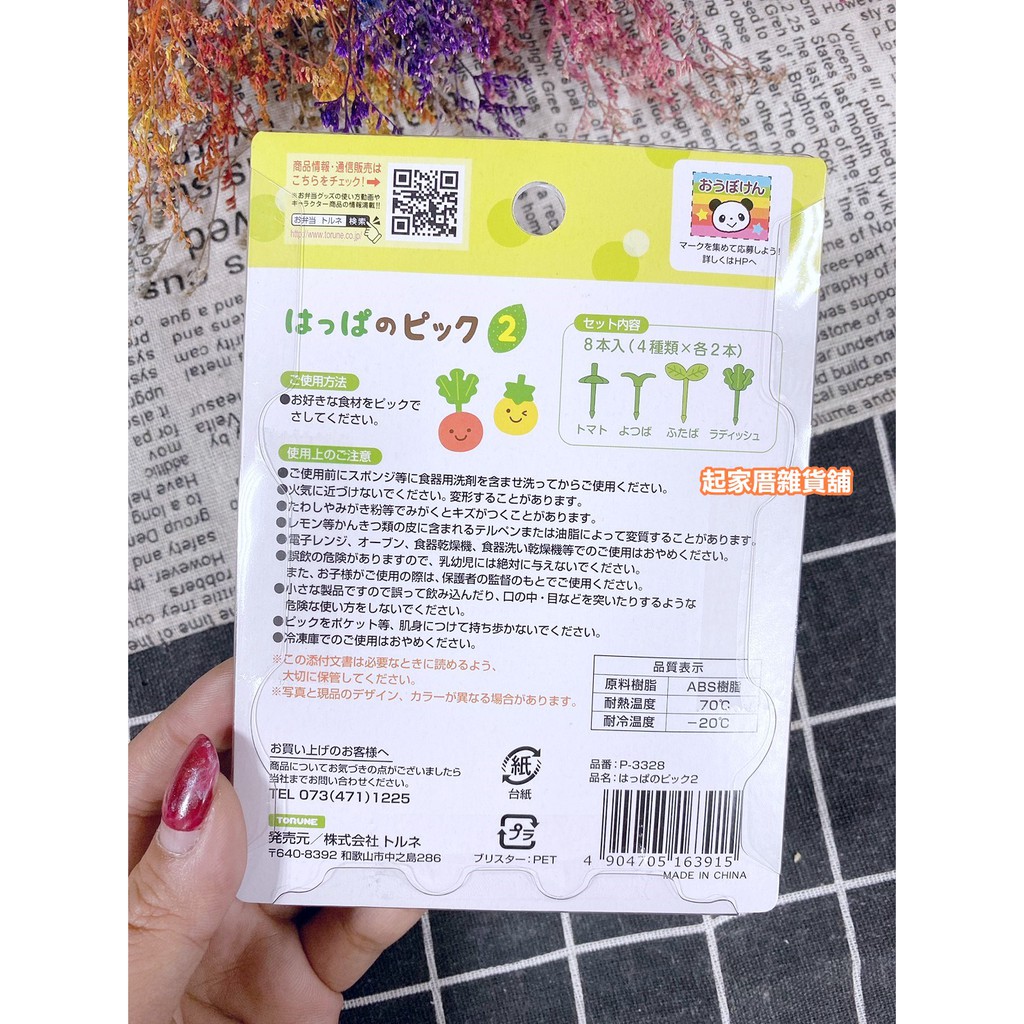 商品情報・通信販売は
こちらをチェック!→
※お弁当グッズの使い方動画や
キャラクター商品の情報満載!!
お弁当 トルネ 検索
http://www.torune.co.jp/
おうぼけん
マークを集めて応募しよう!
詳しくはHPへ
はっぱのピック2
セット内容
8本入(4種類×各2本)
トマト よつば ふたば ラディッシュ
ご使用方法
●お好きな食材をピックで
さしてください。
使用上のご注意
●ご使用前にスポンジ等に食器用洗剤を含ませ洗ってからご使用ください。
●火気に近づけないでください。変形することがあります。
●たわしやみがき粉等でみがくとキズがつくことがあります。
●レモン等かんきつ類の皮に含まれるテルペンまたは油脂によって変質することがあります。
●電子レンジ、オーブン、食器乾燥機、食器洗い乾燥機等でのご使用はおやめください。
●誤飲の危険がありますので、乳幼児には絶対に与えないでください。
また、お子様がご使用の際は、保護者の監督のもとでご使用ください。
●小さな製品ですので誤って飲み込んだり、口の中・目などを突いたりするような
危険な使い方をしないでください。
●ピックをポケット等、肌身につけて持ち歩かないでください。
●冷凍庫でのご使用はおやめください。
※この添付文書は必要なときに読めるよう、
大切に保管してください。
※写真と現品のデザイン、カラーが異なる場合があります。
起家厝雜貨舖
品質表示
原料樹脂 ABS樹脂
耐熱温度 70℃
耐冷温度 －20℃
お買い上げのお客様へ
商品についてお気づきの点がございましたら
当社までお問い合わせください。
TEL 073(471)1225
TORUNE
発売元/株式会社 トルネ
〒640-8392 和歌山市中之島286
紙
台紙
プラ
ブリスター:PET
品番:P-3328
品名:はっぱのピック2
4 904705 163915
MADE IN CHINA